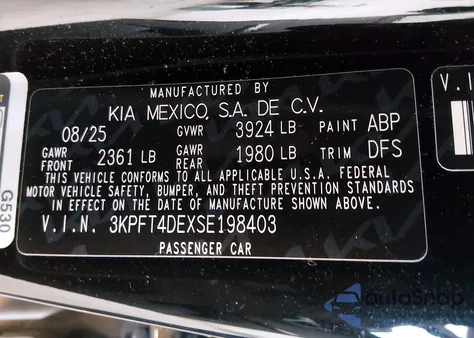 MANUFACTURED BY
KIA MEXICO, S.A. DE C.V.
08/25 GVWR 3924 LB PAINT ABP
GAWR FRONT 2361 LB GAWR REAR 1980 LB TRIM DFS
THIS VEHICLE CONFORMS TO ALL APPLICABLE U.S.A. FEDERAL
MOTOR VEHICLE SAFETY, BUMPER, AND THEFT PREVENTION STANDARDS
IN EFFECT ON THE DATE OF MANUFACTURE SHOWN ABOVE.
V.I.N. 3KPFT4DEXSE198403
PASSENGER CAR
G530
V.I
AutoSnap